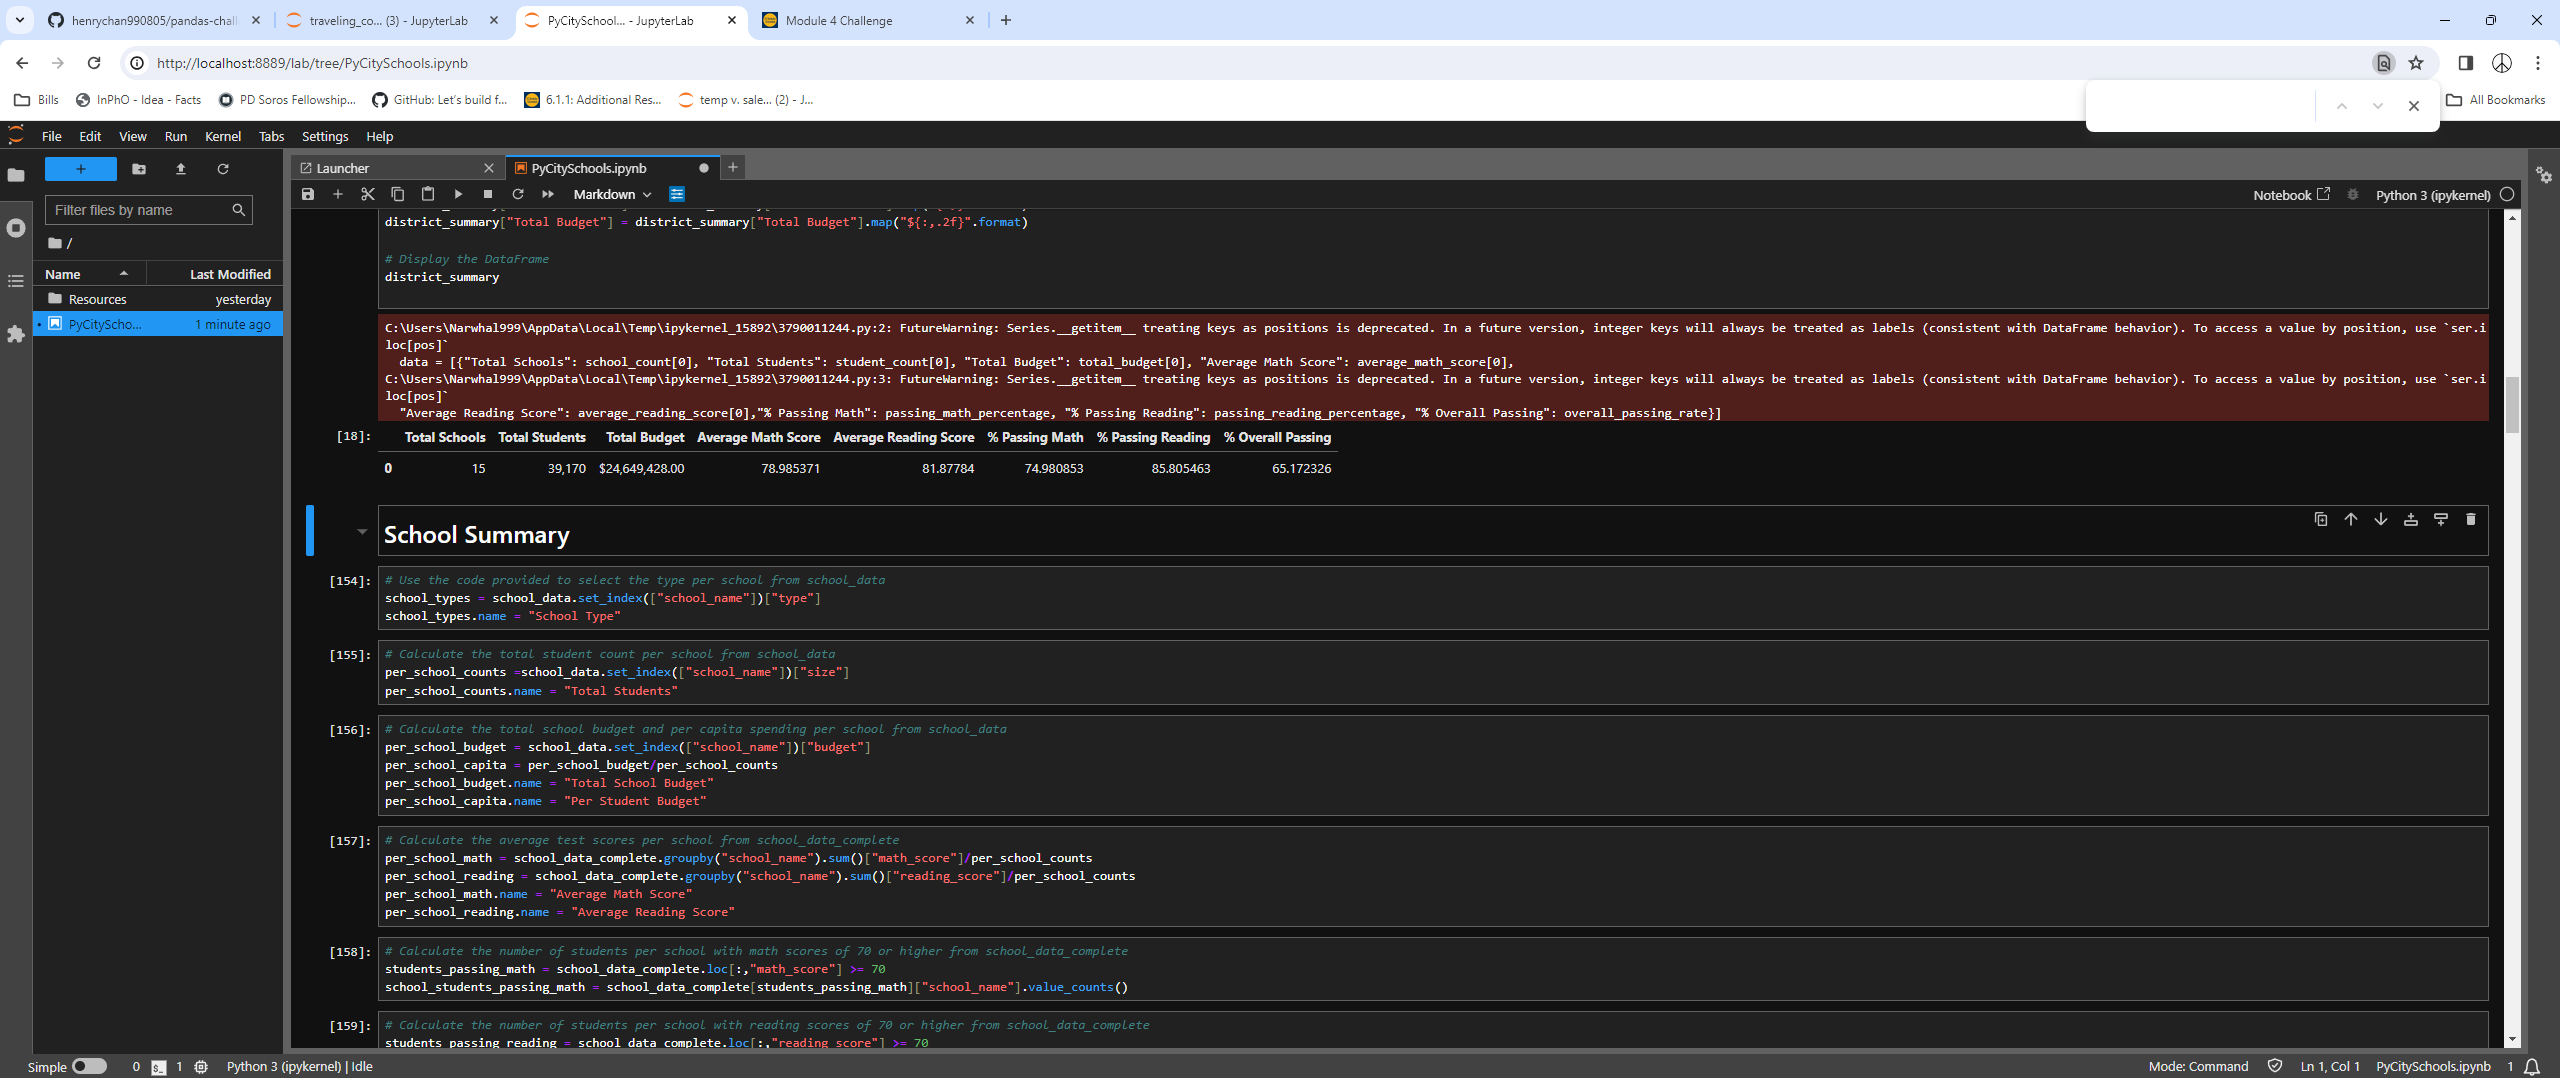 henrychan990805/pandas-chall
traveling_co... (3) - JupyterLab
PyCitySchool... - JupyterLab
Module 4 Challenge
http://localhost:8889/lab/tree/PyCitySchools.ipynb
Bills
InPhO - Idea - Facts
PD Soros Fellowship...
GitHub: Let's build f...
6.1.1: Additional Res...
temp v. sale... (2) - J...
All Bookmarks
File Edit View Run Kernel Tabs Settings Help
Launcher
PyCitySchools.ipynb
Markdown
Notebook
Python 3 (ipykernel)
Filter files by name
/
Name Last Modified
Resources yesterday
PyCityScho... 1 minute ago
district_summary["Total Budget"] = district_summary["Total Budget"].map("${:,.2f}".format)
# Display the DataFrame
district_summary
C:\Users\Narwhal999\AppData\Local\Temp\ipykernel_15892\3790011244.py:2: FutureWarning: Series.__getitem__ treating keys as positions is deprecated. In a future version, integer keys will always be treated as labels (consistent with DataFrame behavior). To access a value by position, use `ser.i
loc[pos]`
data = [{"Total Schools": school_count[0], "Total Students": student_count[0], "Total Budget": total_budget[0], "Average Math Score": average_math_score[0],
C:\Users\Narwhal999\AppData\Local\Temp\ipykernel_15892\3790011244.py:3: FutureWarning: Series.__getitem__ treating keys as positions is deprecated. In a future version, integer keys will always be treated as labels (consistent with DataFrame behavior). To access a value by position, use `ser.i
loc[pos]`
"Average Reading Score": average_reading_score[0],"% Passing Math": passing_math_percentage, "% Passing Reading": passing_reading_percentage, "% Overall Passing": overall_passing_rate}]
[18]: Total Schools Total Students Total Budget Average Math Score Average Reading Score % Passing Math % Passing Reading % Overall Passing
0 15 39,170 $24,649,428.00 78.985371 81.87784 74.980853 85.805463 65.172326
School Summary
[154]: # Use the code provided to select the type per school from school_data
school_types = school_data.set_index(["school_name"])["type"]
school_types.name = "School Type"
[155]: # Calculate the total student count per school from school_data
per_school_counts =school_data.set_index(["school_name"])["size"]
per_school_counts.name = "Total Students"
[156]: # Calculate the total school budget and per capita spending per school from school_data
per_school_budget = school_data.set_index(["school_name"])["budget"]
per_school_capita = per_school_budget/per_school_counts
per_school_budget.name = "Total School Budget"
per_school_capita.name = "Per Student Budget"
[157]: # Calculate the average test scores per school from school_data_complete
per_school_math = school_data_complete.groupby("school_name").sum()["math_score"]/per_school_counts
per_school_reading = school_data_complete.groupby("school_name").sum()["reading_score"]/per_school_counts
per_school_math.name = "Average Math Score"
per_school_reading.name = "Average Reading Score"
[158]: # Calculate the number of students per school with math scores of 70 or higher from school_data_complete
students_passing_math = school_data_complete.loc[:,"math_score"] >= 70
school_students_passing_math = school_data_complete[students_passing_math]["school_name"].value_counts()
[159]: # Calculate the number of students per school with reading scores of 70 or higher from school_data_complete
students_passing_reading = school_data_complete.loc[:,"reading_score"] >= 70
Simple 0 1 Python 3 (ipykernel) | Idle Mode: Command Ln 1, Col 1 PyCitySchools.ipynb 1